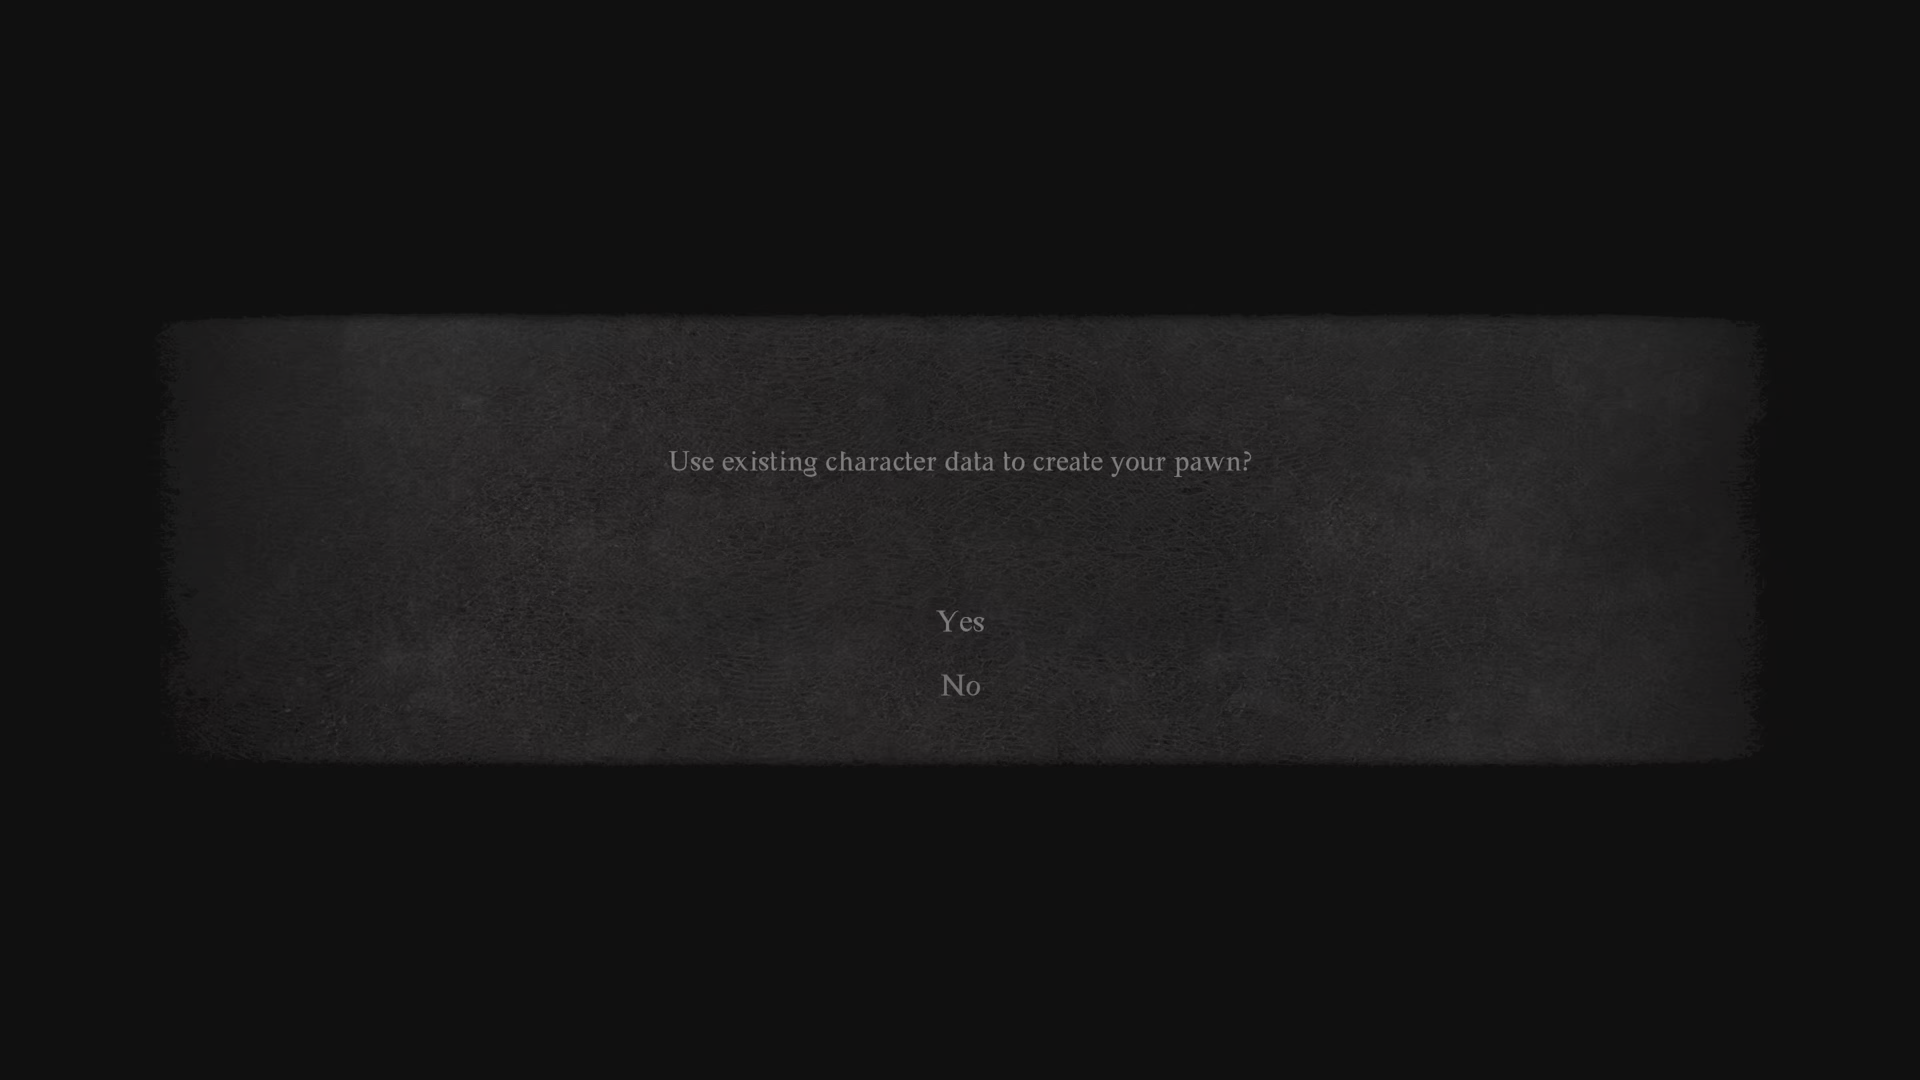 Use existing character data to create your pawn?
Yes
No